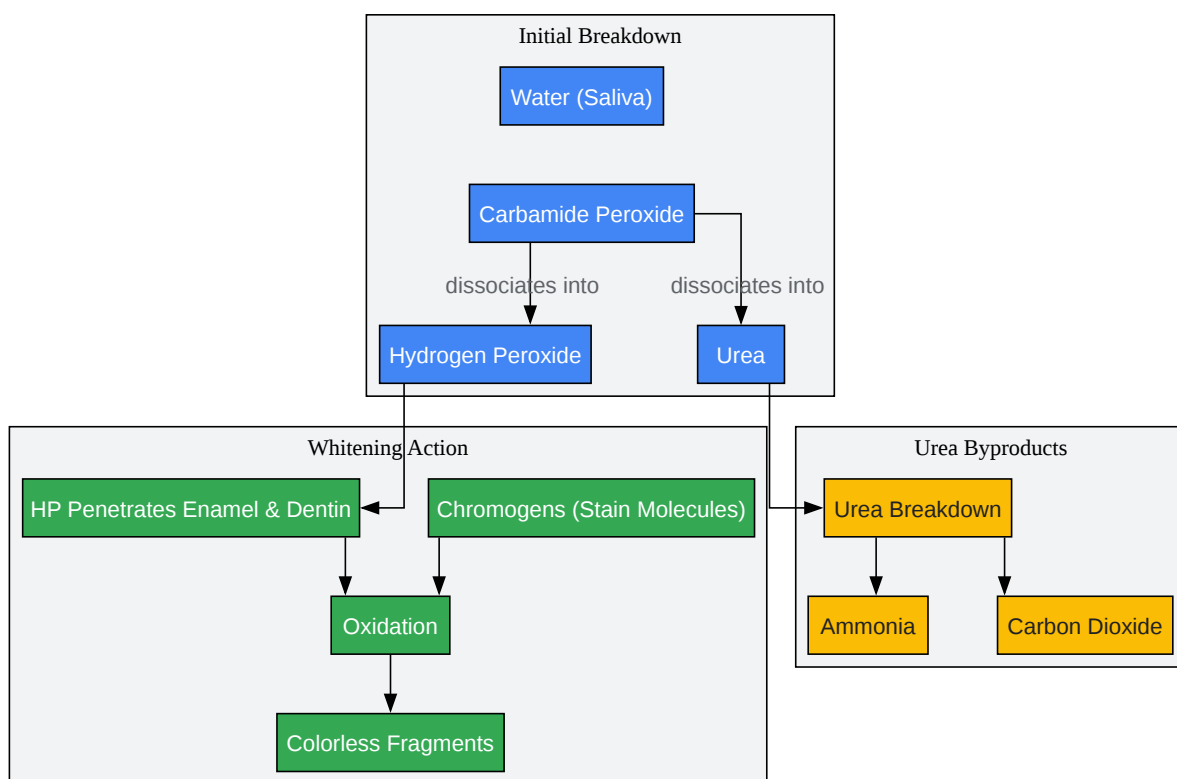 Initial Breakdown
Water (Saliva)
Carbamide Peroxide
dissociates into
dissociates into
Hydrogen Peroxide
Urea
Whitening Action
HP Penetrates Enamel & Dentin
Chromogens (Stain Molecules)
Oxidation
Colorless Fragments
Urea Byproducts
Urea Breakdown
Ammonia
Carbon Dioxide